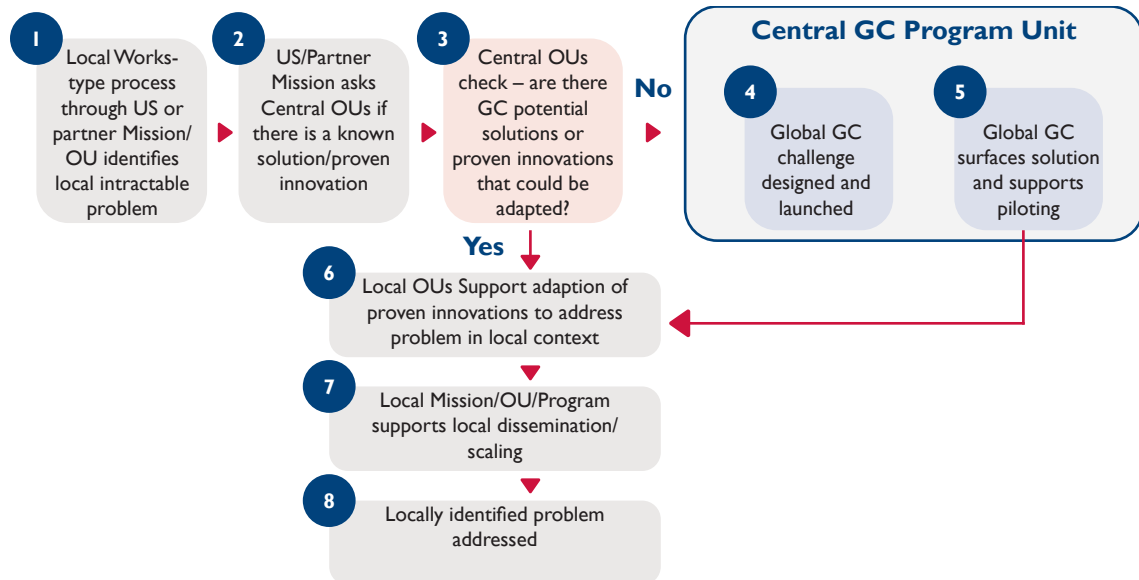 1
Local Works-
type process
through US or
partner Mission/
OU identifies
local intractable
problem
2
US/Partner
Mission asks
Central OUs if
there is a known
solution/proven
innovation
3
Central OUs
check – are there
GC potential
solutions or
proven innovations
that could be
adapted?
No
Yes
Central GC Program Unit
4
Global GC
challenge
designed and
launched
5
Global GC
surfaces solution
and supports
piloting
6
Local OUs Support adaption of
proven innovations to address
problem in local context
7
Local Mission/OU/Program
supports local dissemination/
scaling
8
Locally identified problem
addressed